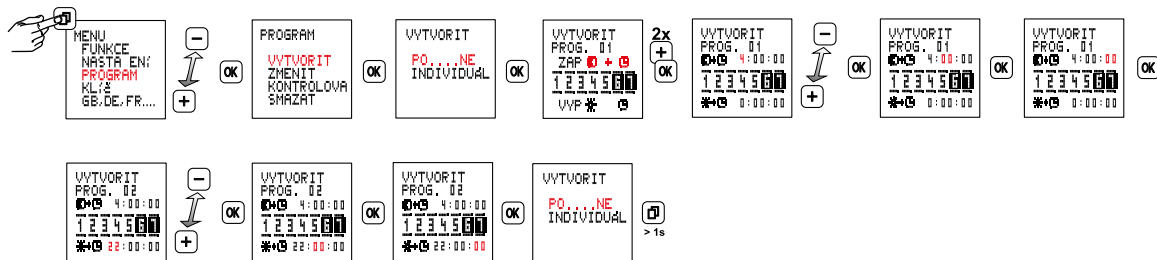 MENU
FUNKCE
NASTA ENÍ
PROGRAM
KLÍČ
GB,DE,FR....
OK
PROGRAM
VYTVORIT
ZMENIT
KONTROLOVA
SMAZAT
OK
VYTVORIT
PO....NE
INDIVIDUÁL
OK
VYTVORIT
PROG. 01
ZAP +
1 2 3 4 5 6 7
VYP
2x
+
OK
VYTVORIT
PROG. 01
4:00:00
1 2 3 4 5 6 7
0:00:00
OK
VYTVORIT
PROG. 01
4:00:00
1 2 3 4 5 6 7
0:00:00
OK
VYTVORIT
PROG. 01
4:00:00
1 2 3 4 5 6 7
0:00:00
OK
VYTVORIT
PROG. 02
4:00:00
1 2 3 4 5 6 7
22:00:00
OK
VYTVORIT
PROG. 02
4:00:00
1 2 3 4 5 6 7
22:00:00
OK
VYTVORIT
PROG. 02
4:00:00
1 2 3 4 5 6 7
22:00:00
OK
VYTVORIT
PO....NE
INDIVIDUÁL
> 1s